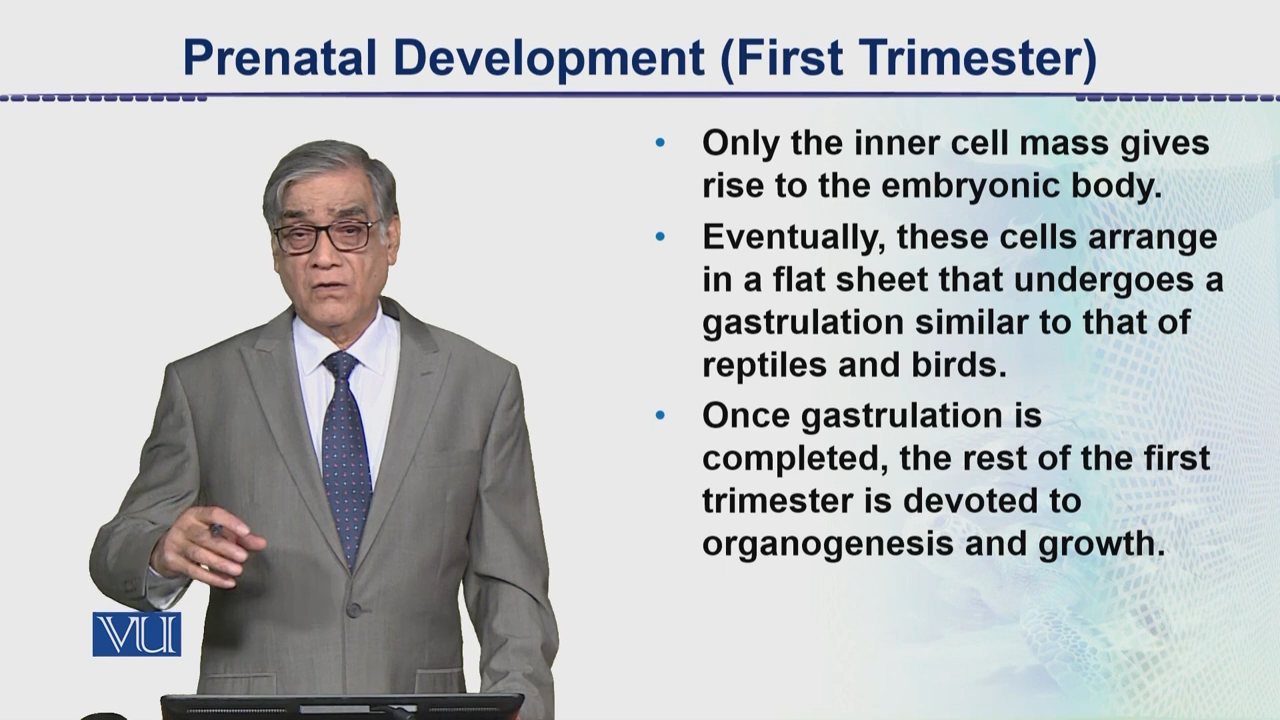 Prenatal Development (First Trimester)
• Only the inner cell mass gives
rise to the embryonic body.
• Eventually, these cells arrange
in a flat sheet that undergoes a
gastrulation similar to that of
reptiles and birds.
• Once gastrulation is
completed, the rest of the first
trimester is devoted to
organogenesis and growth.
VU